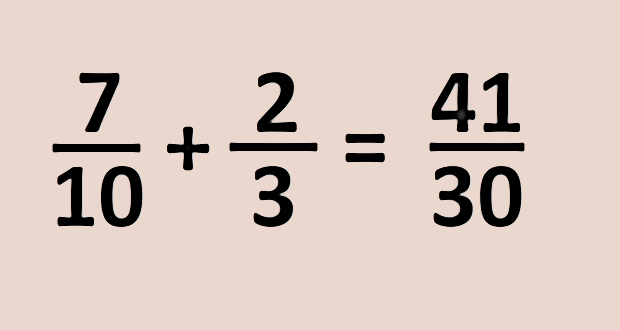 7/10 + 2/3 = 41/30